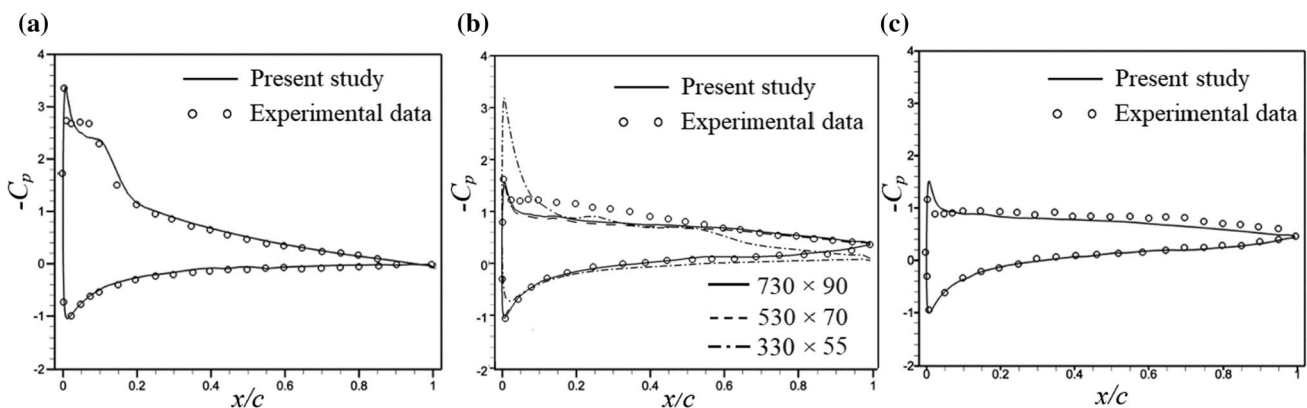 (a)
-Cp
4
3
2
1
0
-1
-2
Present study
Experimental data
0
0.2
0.4
0.6
0.8
1
x/c
(b)
-Cp
4
3
2
1
0
-1
-2
Present study
Experimental data
730 × 90
530 × 70
330 × 55
0
0.2
0.4
0.6
0.8
1
x/c
(c)
-Cp
4
3
2
1
0
-1
-2
Present study
Experimental data
0
0.2
0.4
0.6
0.8
1
x/c